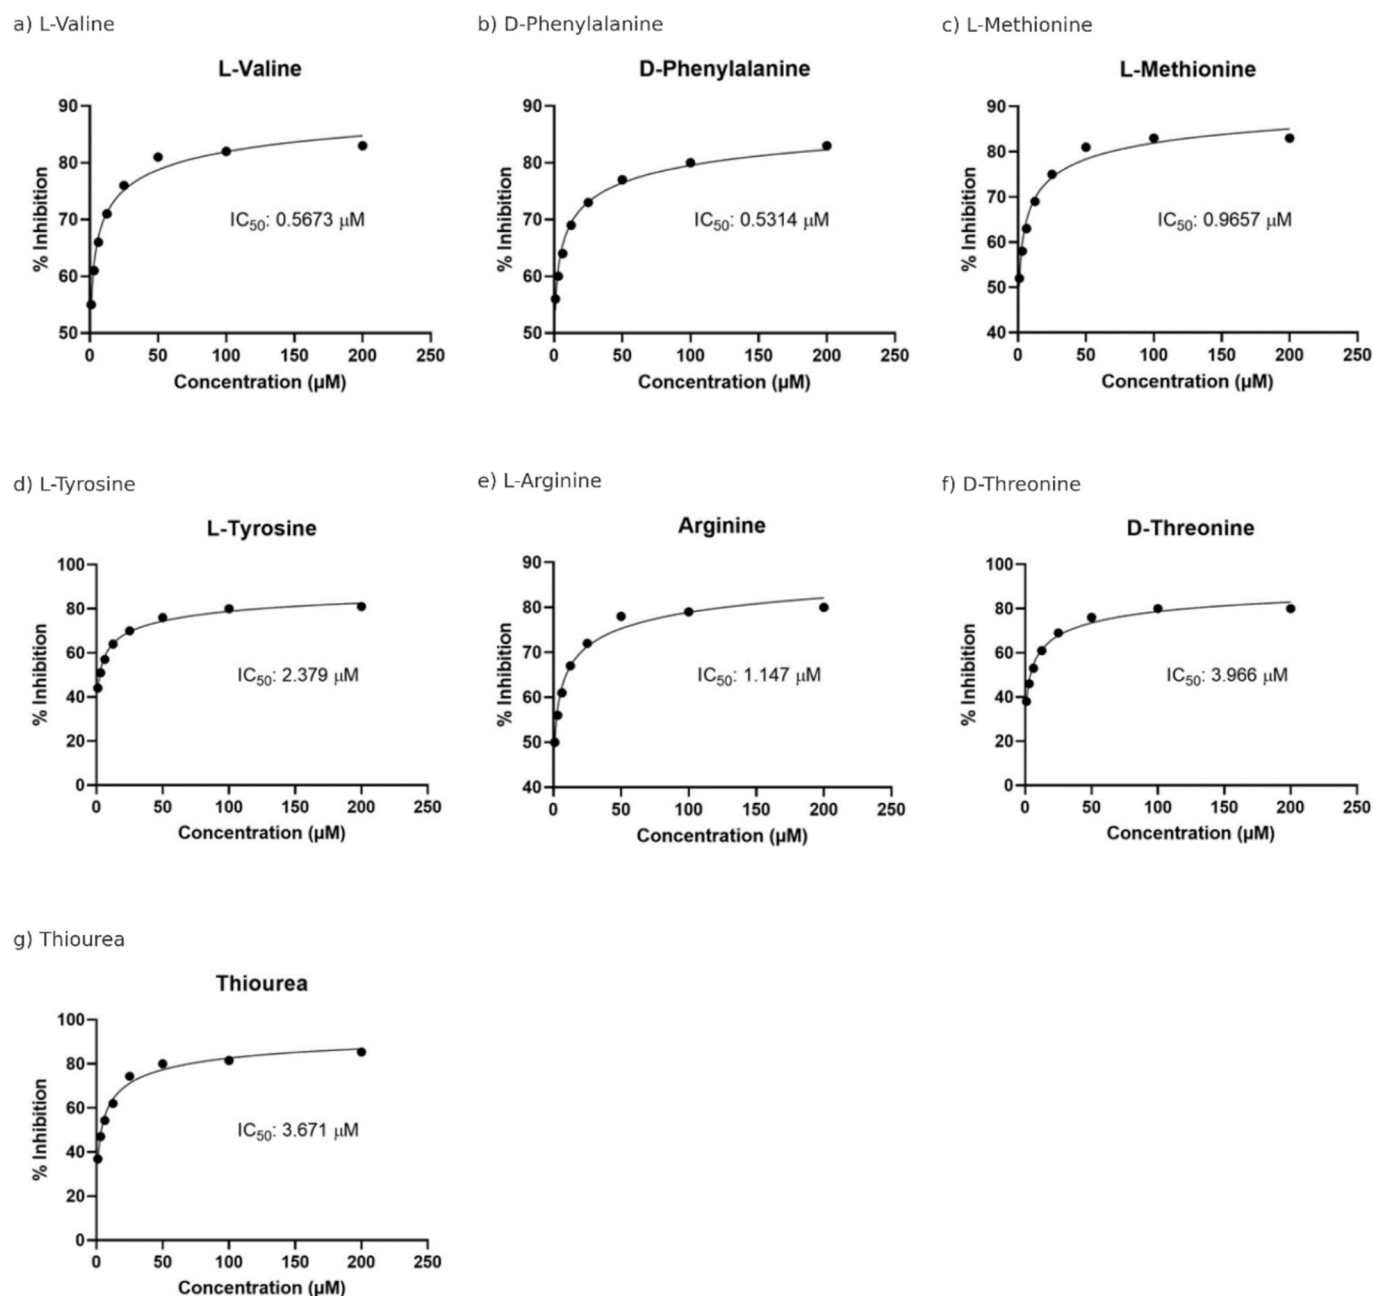 a) L-Valine
L-Valine
90
80
70
60
50
% Inhibition
IC50: 0.5673 μM
0 50 100 150 200 250
Concentration (μM)
b) D-Phenylalanine
D-Phenylalanine
90
80
70
60
50
% Inhibition
IC50: 0.5314 μM
0 50 100 150 200 250
Concentration (μM)
c) L-Methionine
L-Methionine
90
80
70
60
50
40
% Inhibition
IC50: 0.9657 μM
0 50 100 150 200 250
Concentration (μM)
d) L-Tyrosine
L-Tyrosine
100
80
60
40
20
0
% Inhibition
IC50: 2.379 μM
0 50 100 150 200 250
Concentration (μM)
e) L-Arginine
Arginine
90
80
70
60
50
40
% Inhibition
IC50: 1.147 μM
0 50 100 150 200 250
Concentration (μM)
f) D-Threonine
D-Threonine
100
80
60
40
20
0
% Inhibition
IC50: 3.966 μM
0 50 100 150 200 250
Concentration (μM)
g) Thiourea
Thiourea
100
80
60
40
20
0
% Inhibition
IC50: 3.671 μM
0 50 100 150 200 250
Concentration (μM)